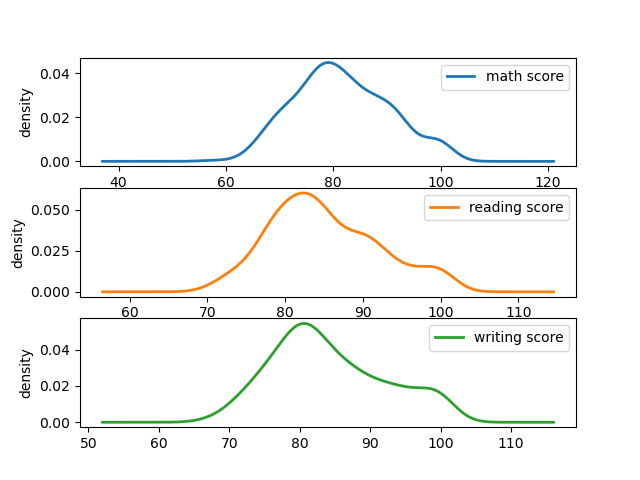 0.04
0.02
0.00
density
math score
40 60 80 100 120
0.050
0.025
0.000
density
reading score
60 70 80 90 100 110
0.04
0.02
0.00
density
writing score
50 60 70 80 90 100 110